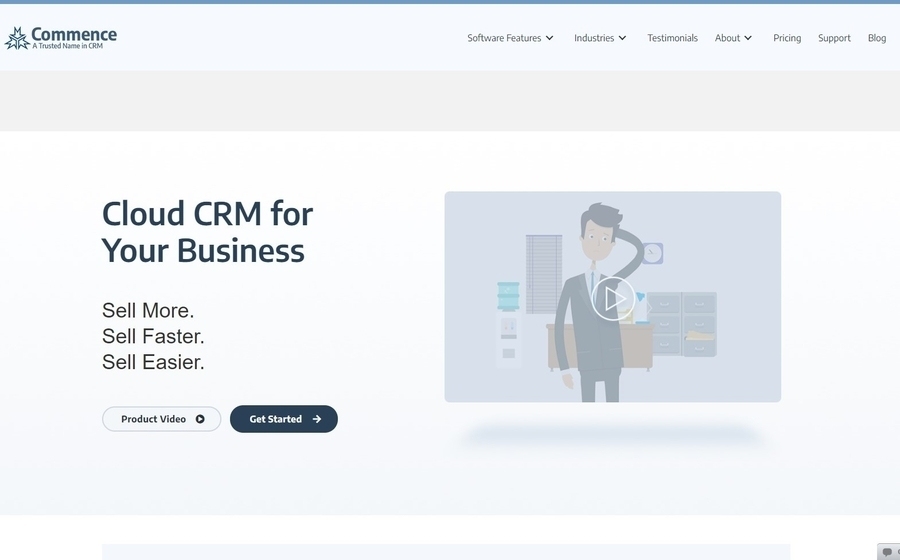 Commence
A Trusted Name in CRM
Software Features
Industries
Testimonials
About
Pricing
Support
Blog
Cloud CRM for
Your Business
Sell More.
Sell Faster.
Sell Easier.
Product Video
Get Started